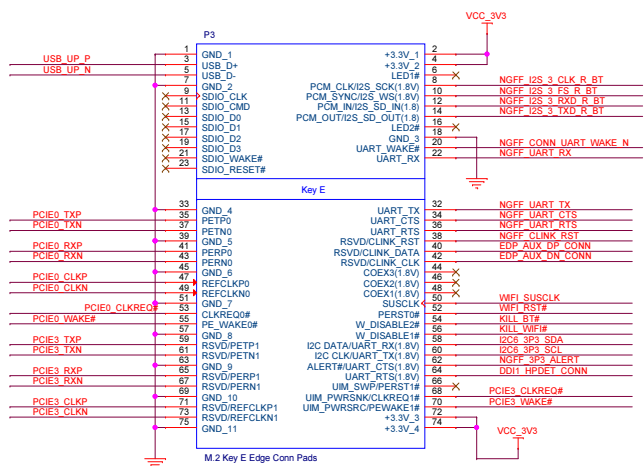 P3
VCC_3V3
1 GND_1 +3.3V_1 2
USB_UP_P 3 USB_D+ +3.3V_2 4
USB_UP_N 5 USB_D- LED1# 6
7 GND_2 PCM_CLK/I2S_SCK(1.8V) 8 NGFF_I2S_3_CLK_R_BT
9 SDIO_CLK PCM_SYNC/I2S_WS(1.8V) 10 NGFF_I2S_3_FS_R_BT
11 SDIO_CMD PCM_IN/I2S_SD_IN(1.8) 12 NGFF_I2S_3_RXD_R_BT
13 SDIO_D0 PCM_OUT/I2S_SD_OUT(1.8) 14 NGFF_I2S_3_TXD_R_BT
15 SDIO_D1 LED2# 16
17 SDIO_D2 GND_3 18
19 SDIO_D3 UART_WAKE# 20 NGFF_CONN_UART_WAKE_N
21 SDIO_WAKE# UART_RX 22 NGFF_UART_RX
23 SDIO_RESET#
Key E
33 GND_4 UART_TX 32 NGFF_UART_TX
PCIE0_TXP 35 PETP0 UART_CTS 34 NGFF_UART_CTS
PCIE0_TXN 37 PETN0 UART_RTS 36 NGFF_UART_RTS
39 GND_5 RSVD/CLINK_RST 38 NGFF_CLINK_RST
PCIE0_RXP 41 PERP0 RSVD/CLINK_DATA 40 EDP_AUX_DP_CONN
PCIE0_RXN 43 PERN0 RSVD/CLINK_CLK 42 EDP_AUX_DN_CONN
45 GND_6 COEX3(1.8V) 44
PCIE0_CLKP 47 REFCLKP0 COEX2(1.8V) 46
PCIE0_CLKN 49 REFCLKN0 COEX1(1.8V) 48
51 GND_7 SUSCLK 50 WIFI_SUSCLK
PCIE0_CLKREQ# 53 CLKREQ0# PERST0# 52 WIFI_RST#
PCIE0_WAKE# 55 PE_WAKE0# W_DISABLE2# 54 KILL_BT#
57 GND_8 W_DISABLE1# 56 KILL_WIFI#
PCIE3_TXP 59 RSVD/PETP1 I2C DATA/UART_RX(1.8V) 58 I2C6_3P3_SDA
PCIE3_TXN 61 RSVD/PETN1 I2C CLK/UART_TX(1.8V) 60 I2C6_3P3_SCL
63 GND_9 ALERT#/UART_CTS(1.8V) 62 NGFF_3P3_ALERT
PCIE3_RXP 65 RSVD/PERP1 UART_RTS(1.8V) 64 DDI1_HPDET_CONN
PCIE3_RXN 67 RSVD/PERN1 UIM_SWP/PERST1# 66
69 GND_10 UIM_PWRSNK/CLKREQ1# 68 PCIE3_CLKREQ#
PCIE3_CLKP 71 RSVD/REFCLKP1 UIM_PWRSRC/PEWAKE1# 70 PCIE3_WAKE#
PCIE3_CLKN 73 RSVD/REFCLKN1 +3.3V_3 72
75 GND_11 +3.3V_4 74
VCC_3V3
M.2 Key E Edge Conn Pads